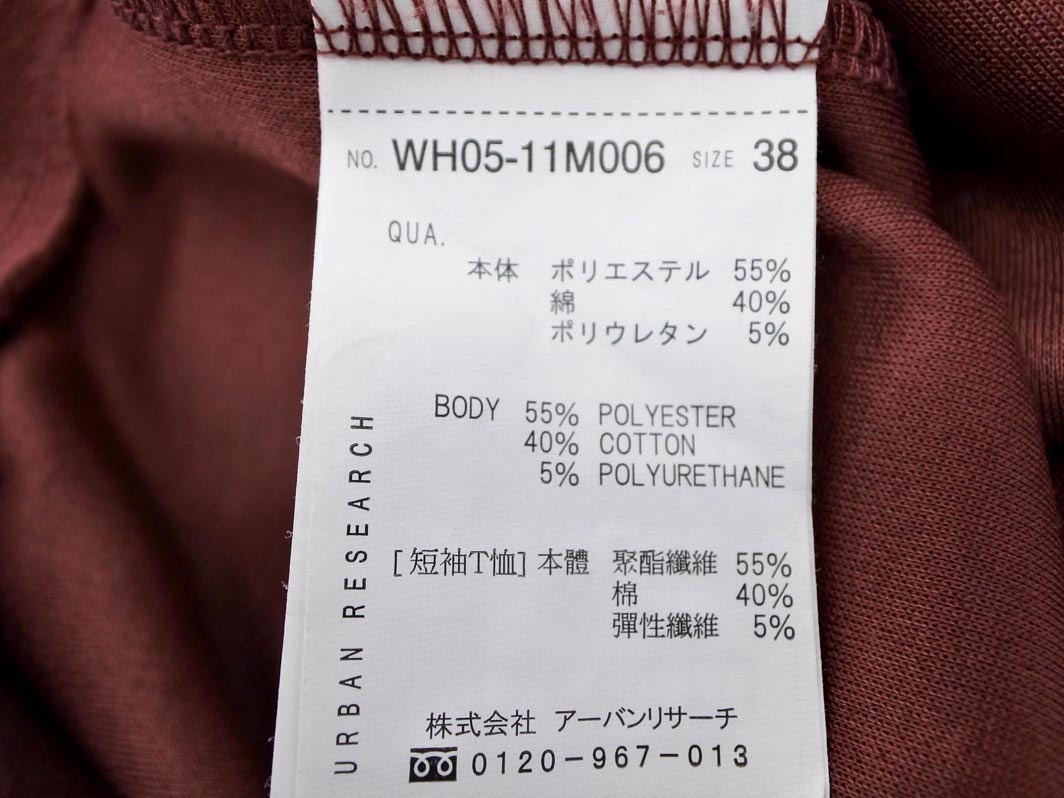 NO. WH05-11M006 SIZE 38
QUA.
本体 ポリエステル 55%
綿 40%
ポリウレタン 5%
BODY 55% POLYESTER
40% COTTON
5% POLYURETHANE
[短袖T恤] 本體 聚酯纖維 55%
棉 40%
彈性纖維 5%
URBAN RESEARCH
株式会社 アーバンリサーチ
0120-967-013